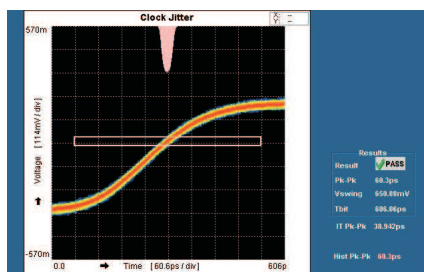 Clock Jitter
X:
Y:
570m
Voltage [114mV / div]
-570m
0.0
Time [60.6ps / div]
606p
Results
Result PASS
Pk-Pk 60.3ps
Vswing 650.00mV
Tbit 606.06ps
IT Pk-Pk 38.942ps
Hist Pk-Pk 60.3ps